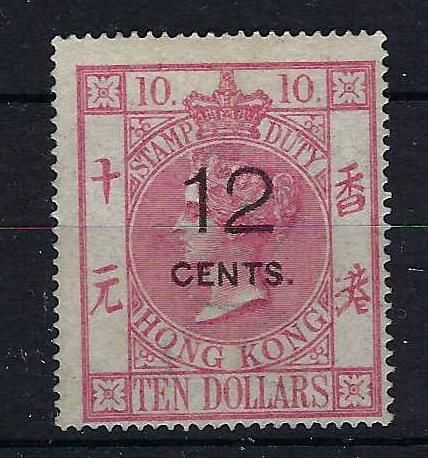 10. 10.
STAMP DUTY
十元
香港
12
CENTS.
HONG KONG
TEN DOLLARS